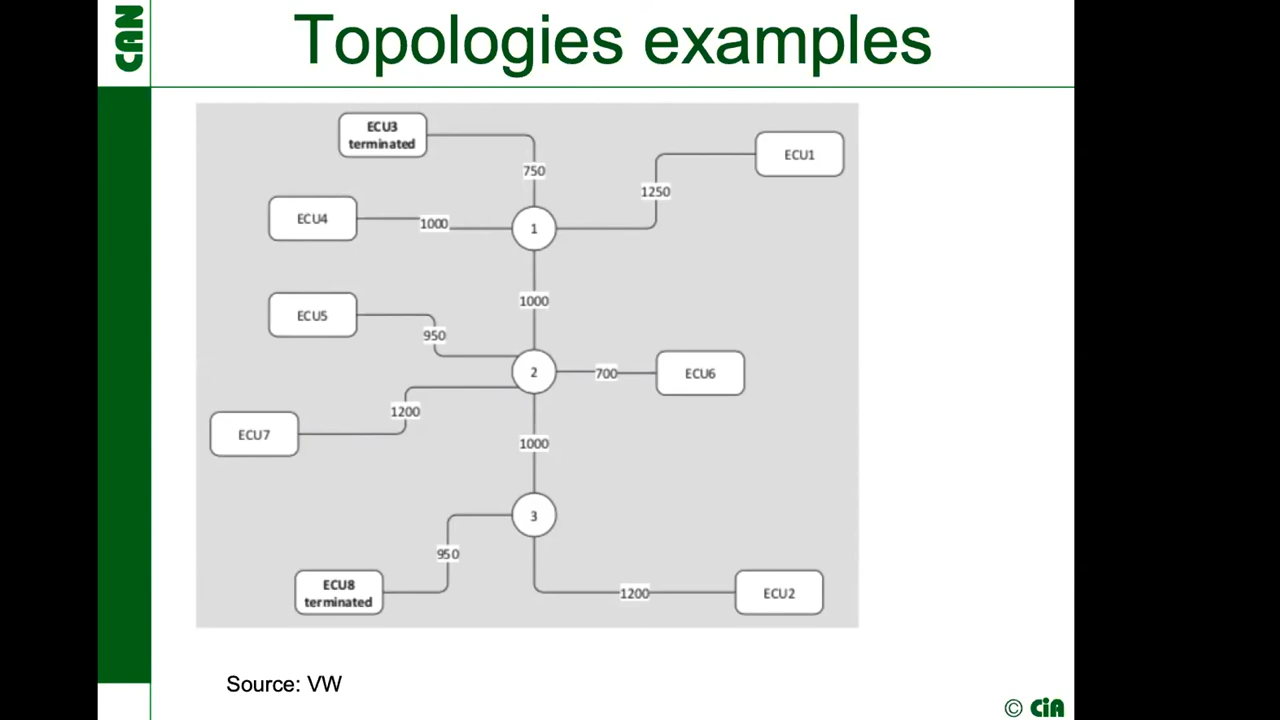 CAN
Topologies examples
ECU3
terminated
ECU1
750
1250
ECU4
1000
1
1000
ECU5
950
2
700
ECU6
1200
ECU7
1000
3
950
ECU8
terminated
1200
ECU2
Source: VW
© CiA